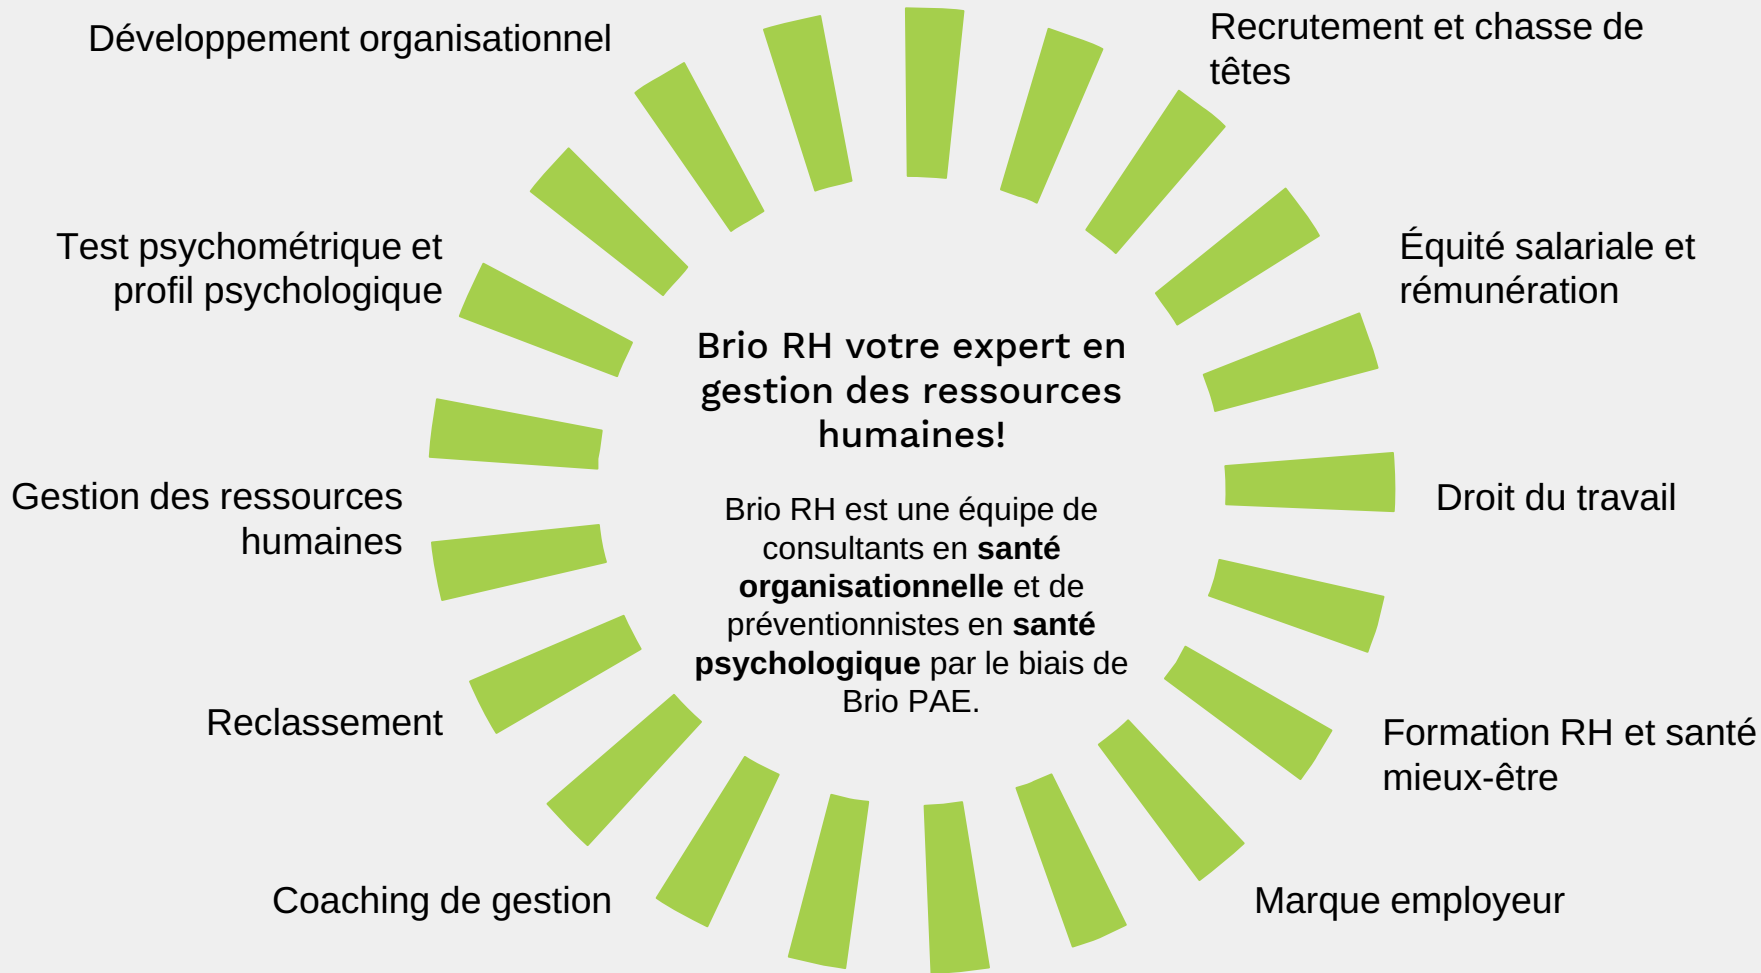 Développement organisationnel
Recrutement et chasse de
têtes
Test psychométrique et
profil psychologique
Équité salariale et
rémunération
Brio RH votre expert en
gestion des ressources
humaines!
Gestion des ressources
humaines
Brio RH est une équipe de
consultants en santé
organisationnelle et de
préventionnistes en santé
psychologique par le biais de
Brio PAE.
Droit du travail
Reclassement
Formation RH et santé
mieux-être
Coaching de gestion
Marque employeur